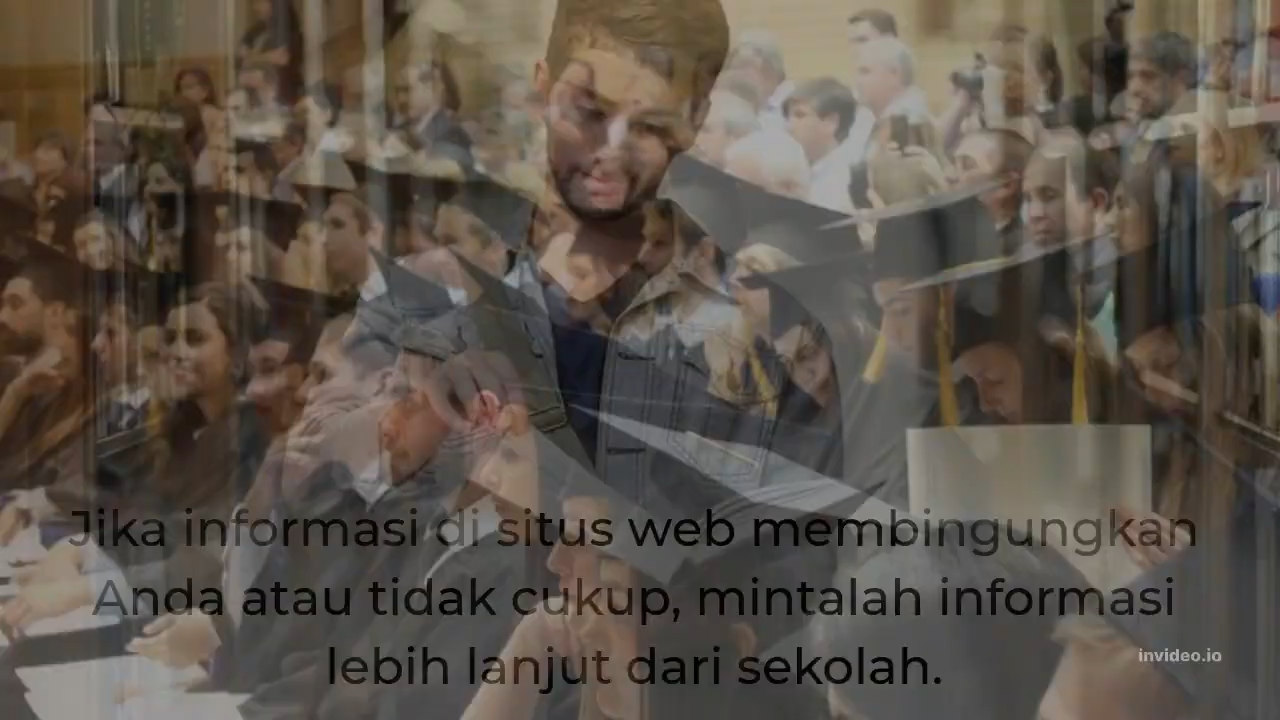 Jika informasi di situs web membingungkan
Anda atau tidak cukup, mintalah informasi
lebih lanjut dari sekolah.
invideo.io